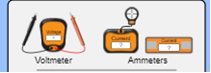 Voltage
?
Current
?
Current
?
Voltmeter
Ammeters